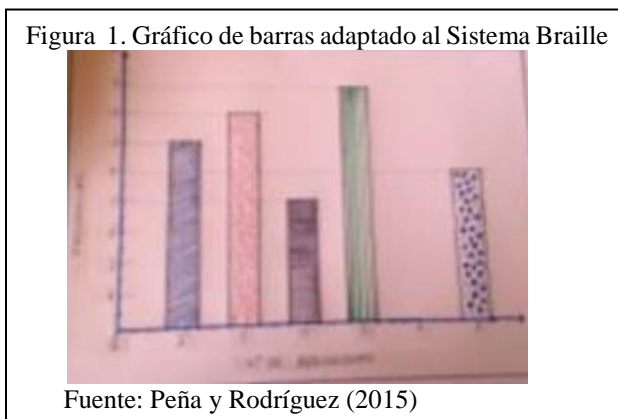 Figura 1. Gráfico de barras adaptado al Sistema Braille
Fuente: Peña y Rodríguez (2015)